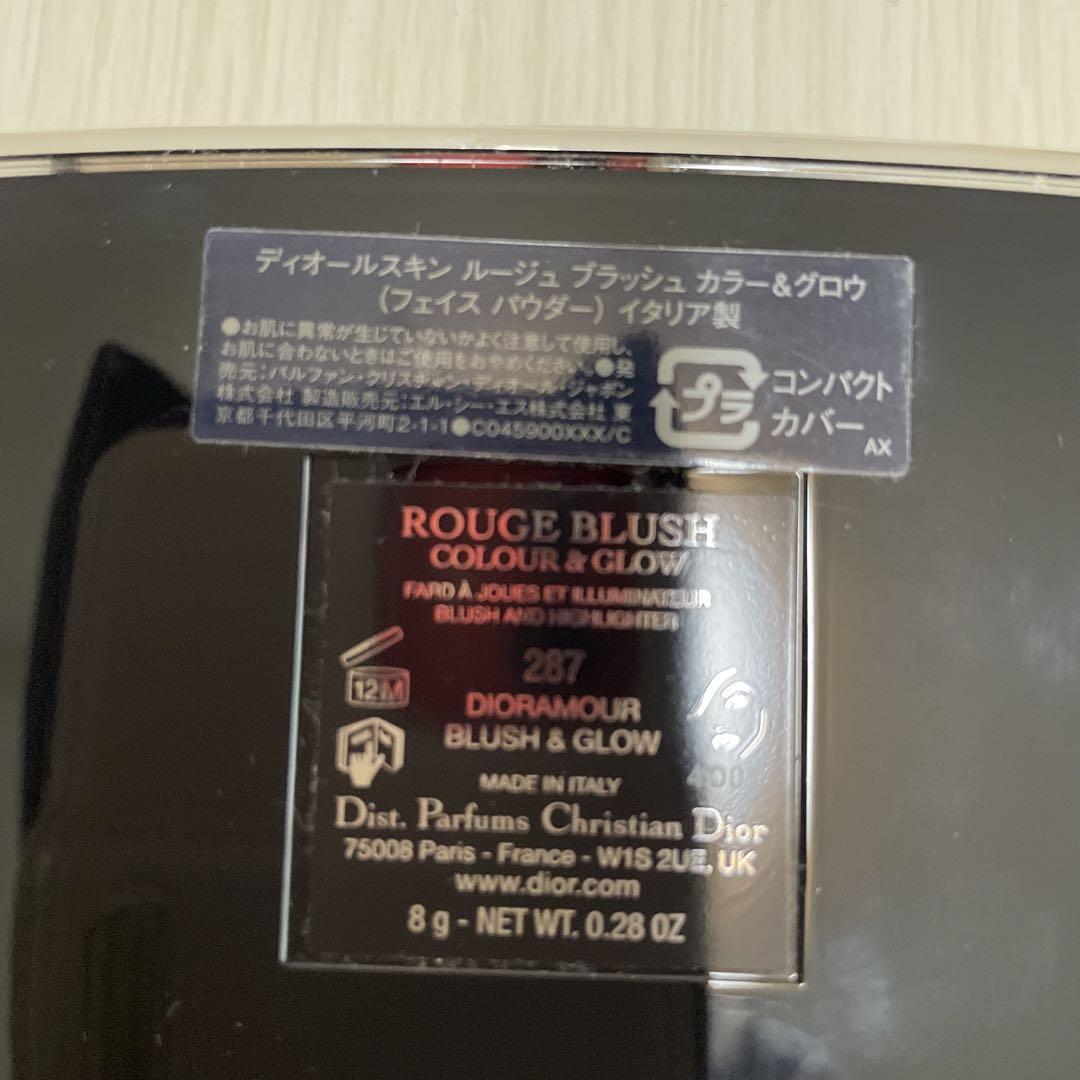 ディオールスキン ルージュ ブラッシュ カラー&グロウ
(フェイス パウダー) イタリア製
●お肌に異常が生じていないかよく注意して使用し、
お肌に合わないときはご使用をおやめください。●発
売元:パルファン・クリスチャン・ディオール・ジャポン
株式会社 製造販売元:エル・シー・エス株式会社 東
京都千代田区平河町2-1-1●C045900XXX/C
プラ
コンパクト
カバー
AX
ROUGE BLUSH
COLOUR & GLOW
FARD À JOUES ET ILLUMINATEUR
BLUSH AND HIGHLIGHTER
287
12M
DIORAMOUR
BLUSH & GLOW
MADE IN ITALY
400
Dist. Parfums Christian Dior
75008 Paris - France - W1S 2UE, UK
www.dior.com
8 g - NET WT. 0.28 OZ